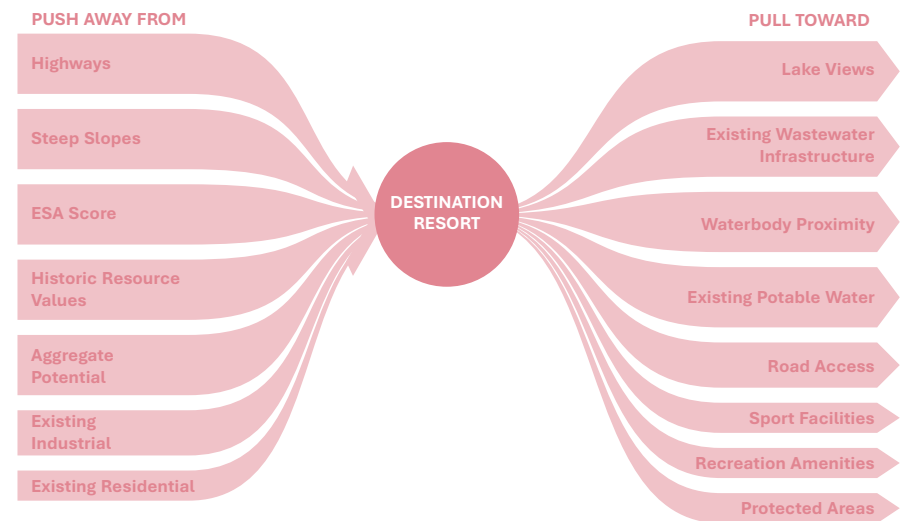 PUSH AWAY FROM
Highways
Steep Slopes
ESA Score
Historic Resource
Values
Aggregate
Potential
Existing
Industrial
Existing Residential
DESTINATION
RESORT
PULL TOWARD
Lake Views
Existing Wastewater
Infrastructure
Waterbody Proximity
Existing Potable Water
Road Access
Sport Facilities
Recreation Amenities
Protected Areas